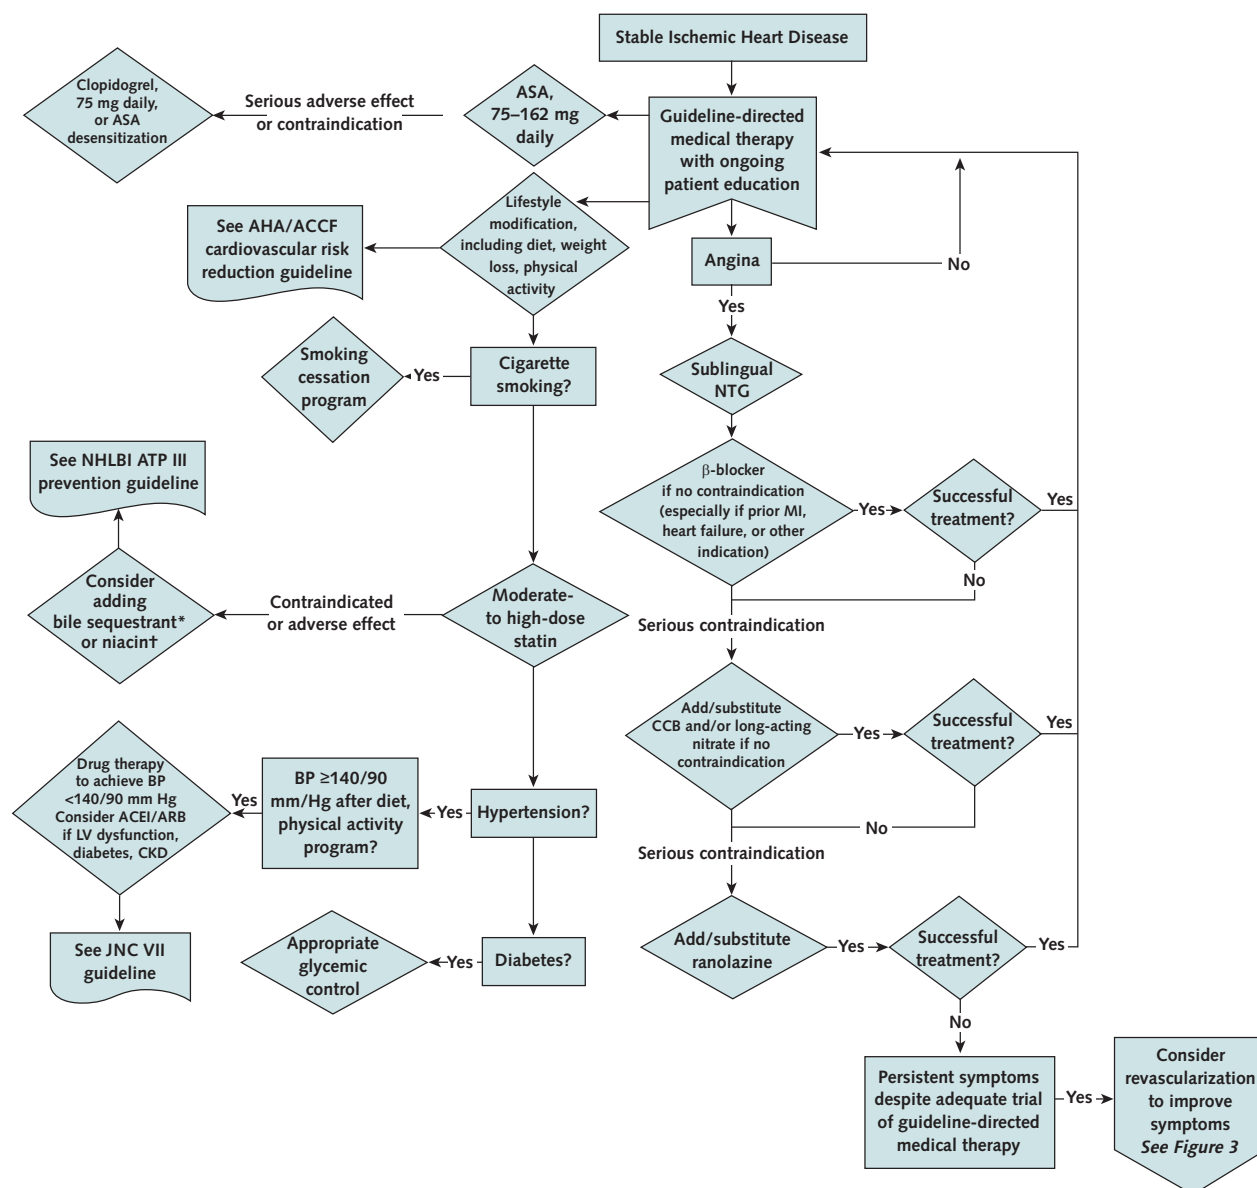 Stable Ischemic Heart Disease
Clopidogrel,
75 mg daily,
or ASA
desensitization
Serious adverse effect
or contraindication
ASA,
75–162 mg
daily
Guideline-directed
medical therapy
with ongoing
patient education
See AHA/ACCF
cardiovascular risk
reduction guideline
Lifestyle
modification,
including diet, weight
loss, physical
activity
Angina
No
Yes
Smoking
cessation
program
Yes
Cigarette
smoking?
Sublingual
NTG
See NHLBI ATP III
prevention guideline
β-blocker
if no contraindication
(especially if prior MI,
heart failure, or other
indication)
Yes
Successful
treatment?
Yes
No
Consider
adding
bile sequestrant*
or niacin†
Contraindicated
or adverse effect
Moderate-
to high-dose
statin
Serious contraindication
Add/substitute
CCB and/or long-acting
nitrate if no
contraindication
Yes
Successful
treatment?
Yes
No
Drug therapy
to achieve BP
<140/90 mm Hg
Consider ACEI/ARB
if LV dysfunction,
diabetes, CKD
Yes
BP ≥140/90
mm/Hg after diet,
physical activity
program?
Yes
Hypertension?
Serious contraindication
See JNC VII
guideline
Appropriate
glycemic
control
Yes
Diabetes?
Add/substitute
ranolazine
Yes
Successful
treatment?
Yes
No
Persistent symptoms
despite adequate trial
of guideline-directed
medical therapy
Yes
Consider
revascularization
to improve
symptoms
See Figure 3